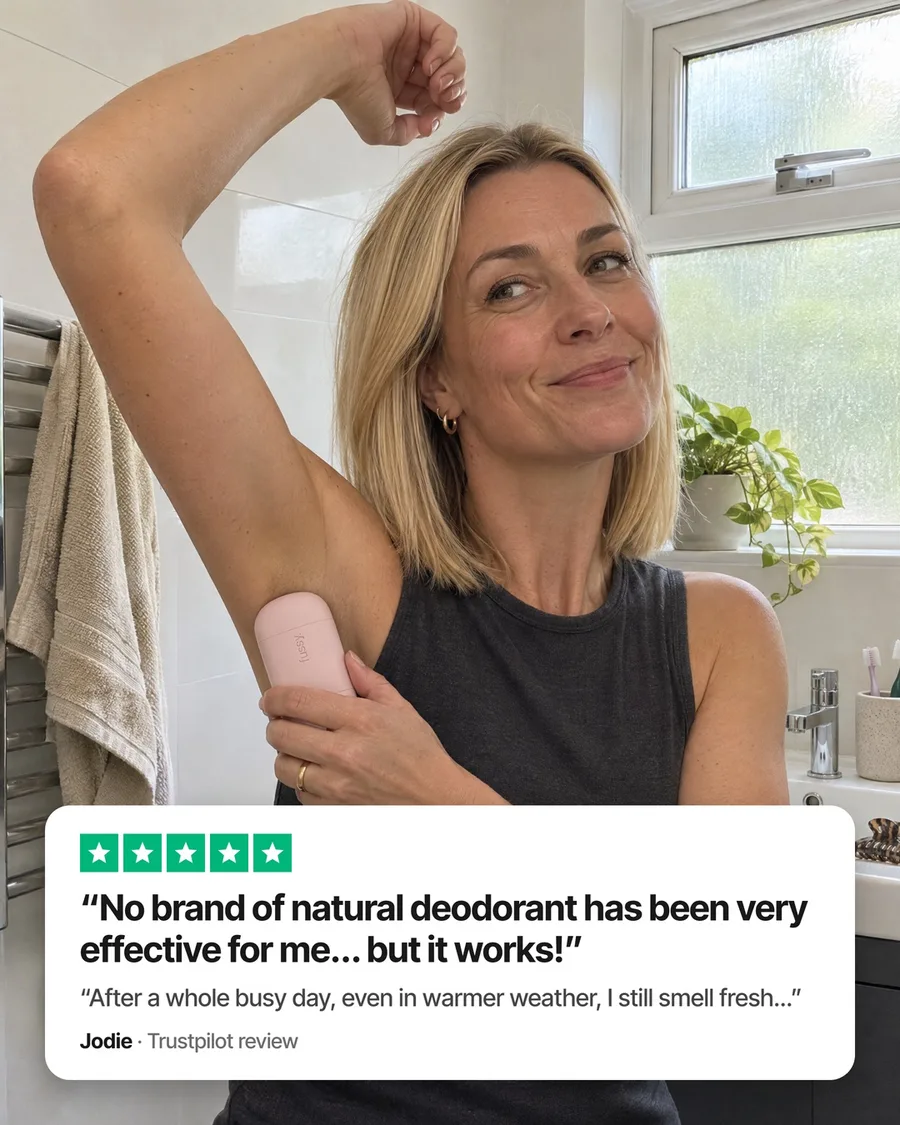 fussy
“No brand of natural deodorant has been very
effective for me... but it works!”
“After a whole busy day, even in warmer weather, I still smell fresh...”
Jodie · Trustpilot review